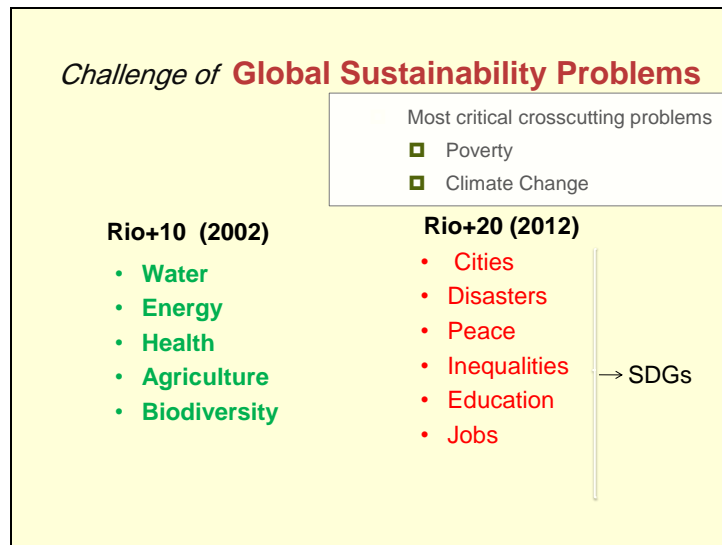 Challenge of Global Sustainability Problems
Most critical crosscutting problems
Poverty
Climate Change
Rio+10 (2002)
• Water
• Energy
• Health
• Agriculture
• Biodiversity
Rio+20 (2012)
• Cities
• Disasters
• Peace
• Inequalities
• Education
• Jobs
→ SDGs